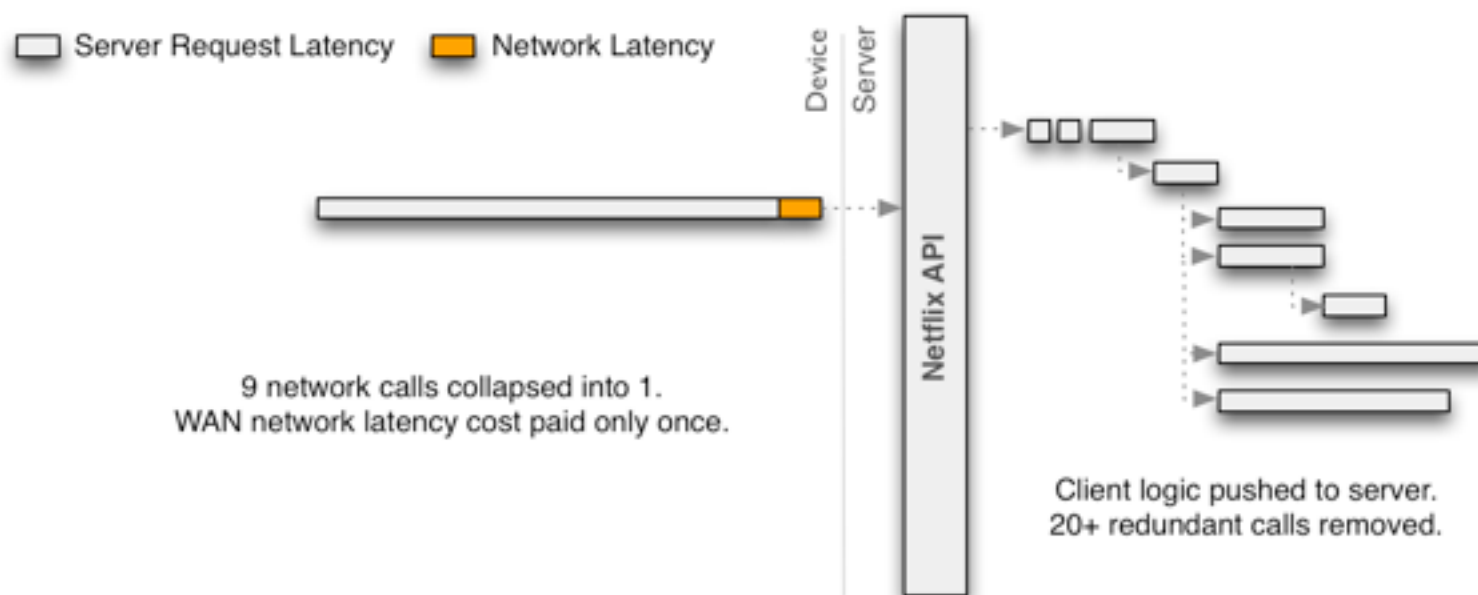 Server Request Latency
Network Latency
Device
Server
Netflix API
9 network calls collapsed into 1.
WAN network latency cost paid only once.
Client logic pushed to server.
20+ redundant calls removed.